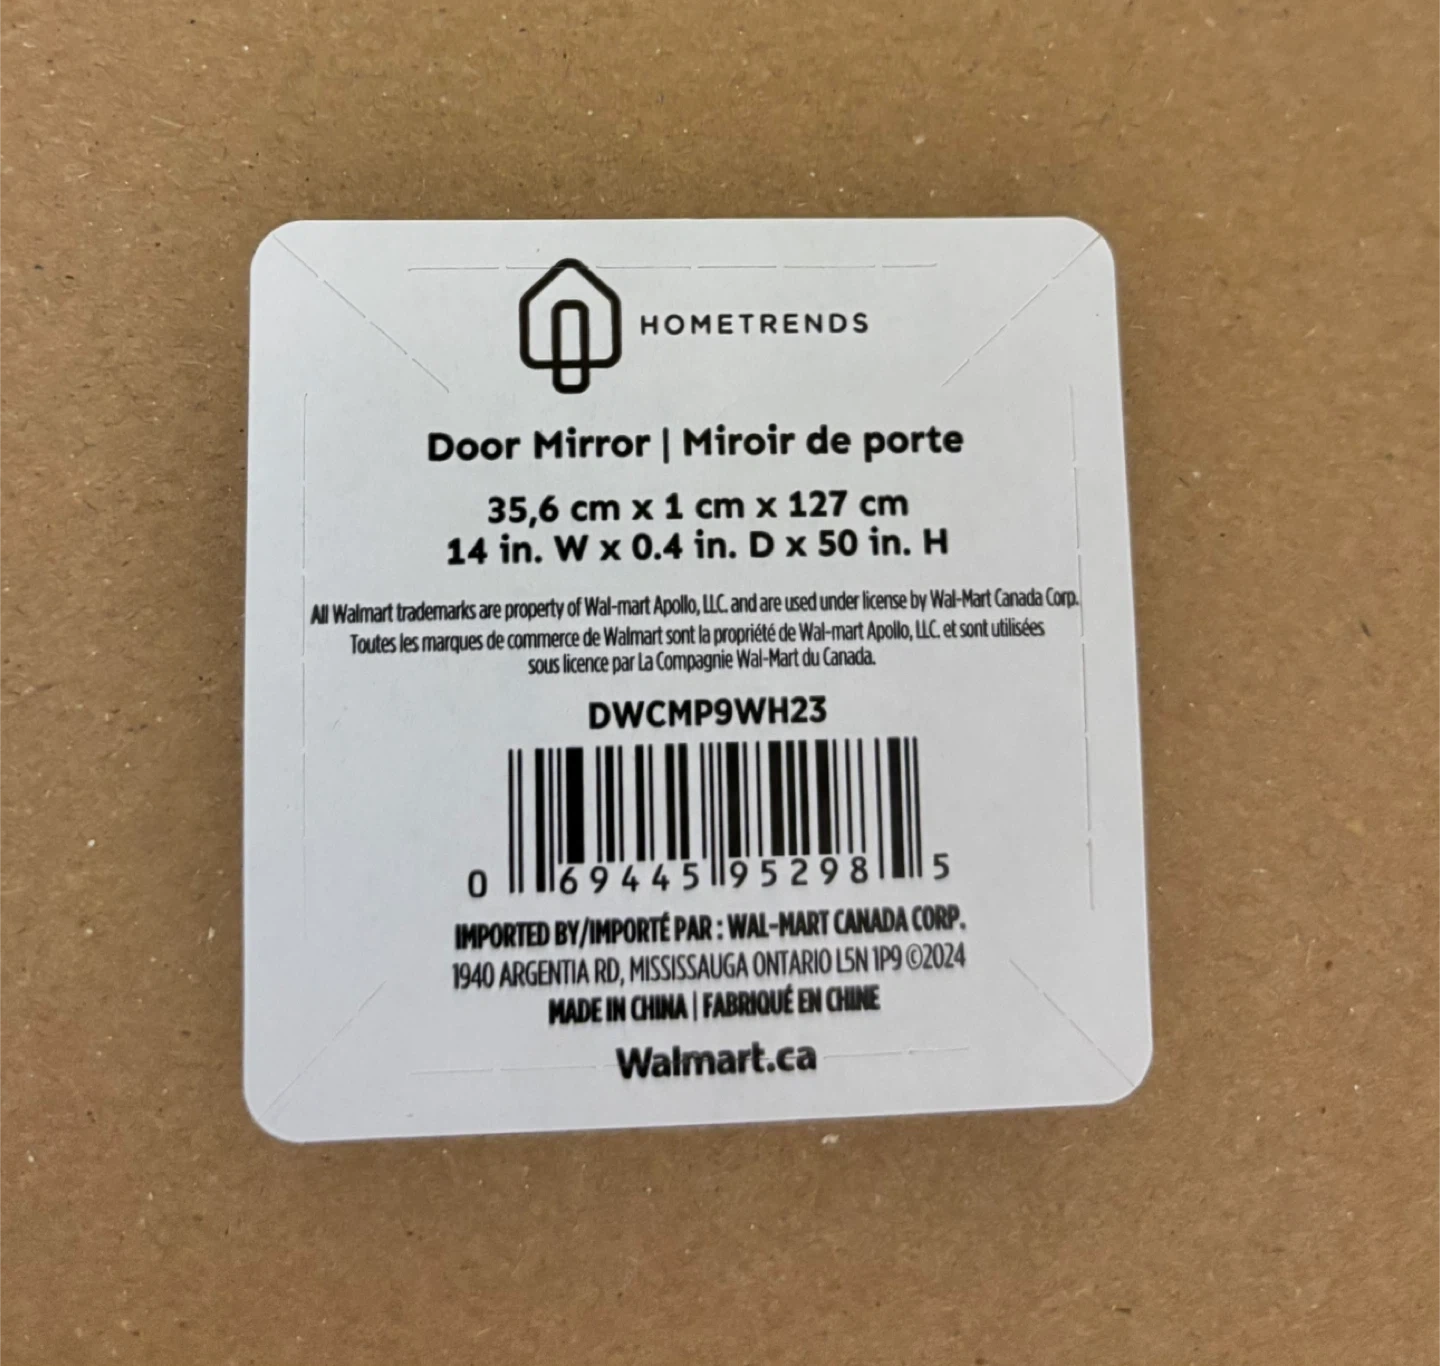 HOMETRENDS
Door Mirror | Miroir de porte
35,6 cm x 1 cm x 127 cm
14 in. W x 0.4 in. D x 50 in. H
All Walmart trademarks are property of Wal-mart Apollo, LLC. and are used under license by Wal-Mart Canada Corp.
Toutes les marques de commerce de Walmart sont la propriété de Wal-mart Apollo, LLC. et sont utilisées
sous licence par La Compagnie Wal-Mart du Canada.
DWCMP9WH23
0 69445 95298 5
IMPORTED BY/IMPORTÉ PAR : WAL-MART CANADA CORP.
1940 ARGENTIA RD, MISSISSAUGA ONTARIO L5N 1P9 ©2024
MADE IN CHINA | FABRIQUÉ EN CHINE
Walmart.ca